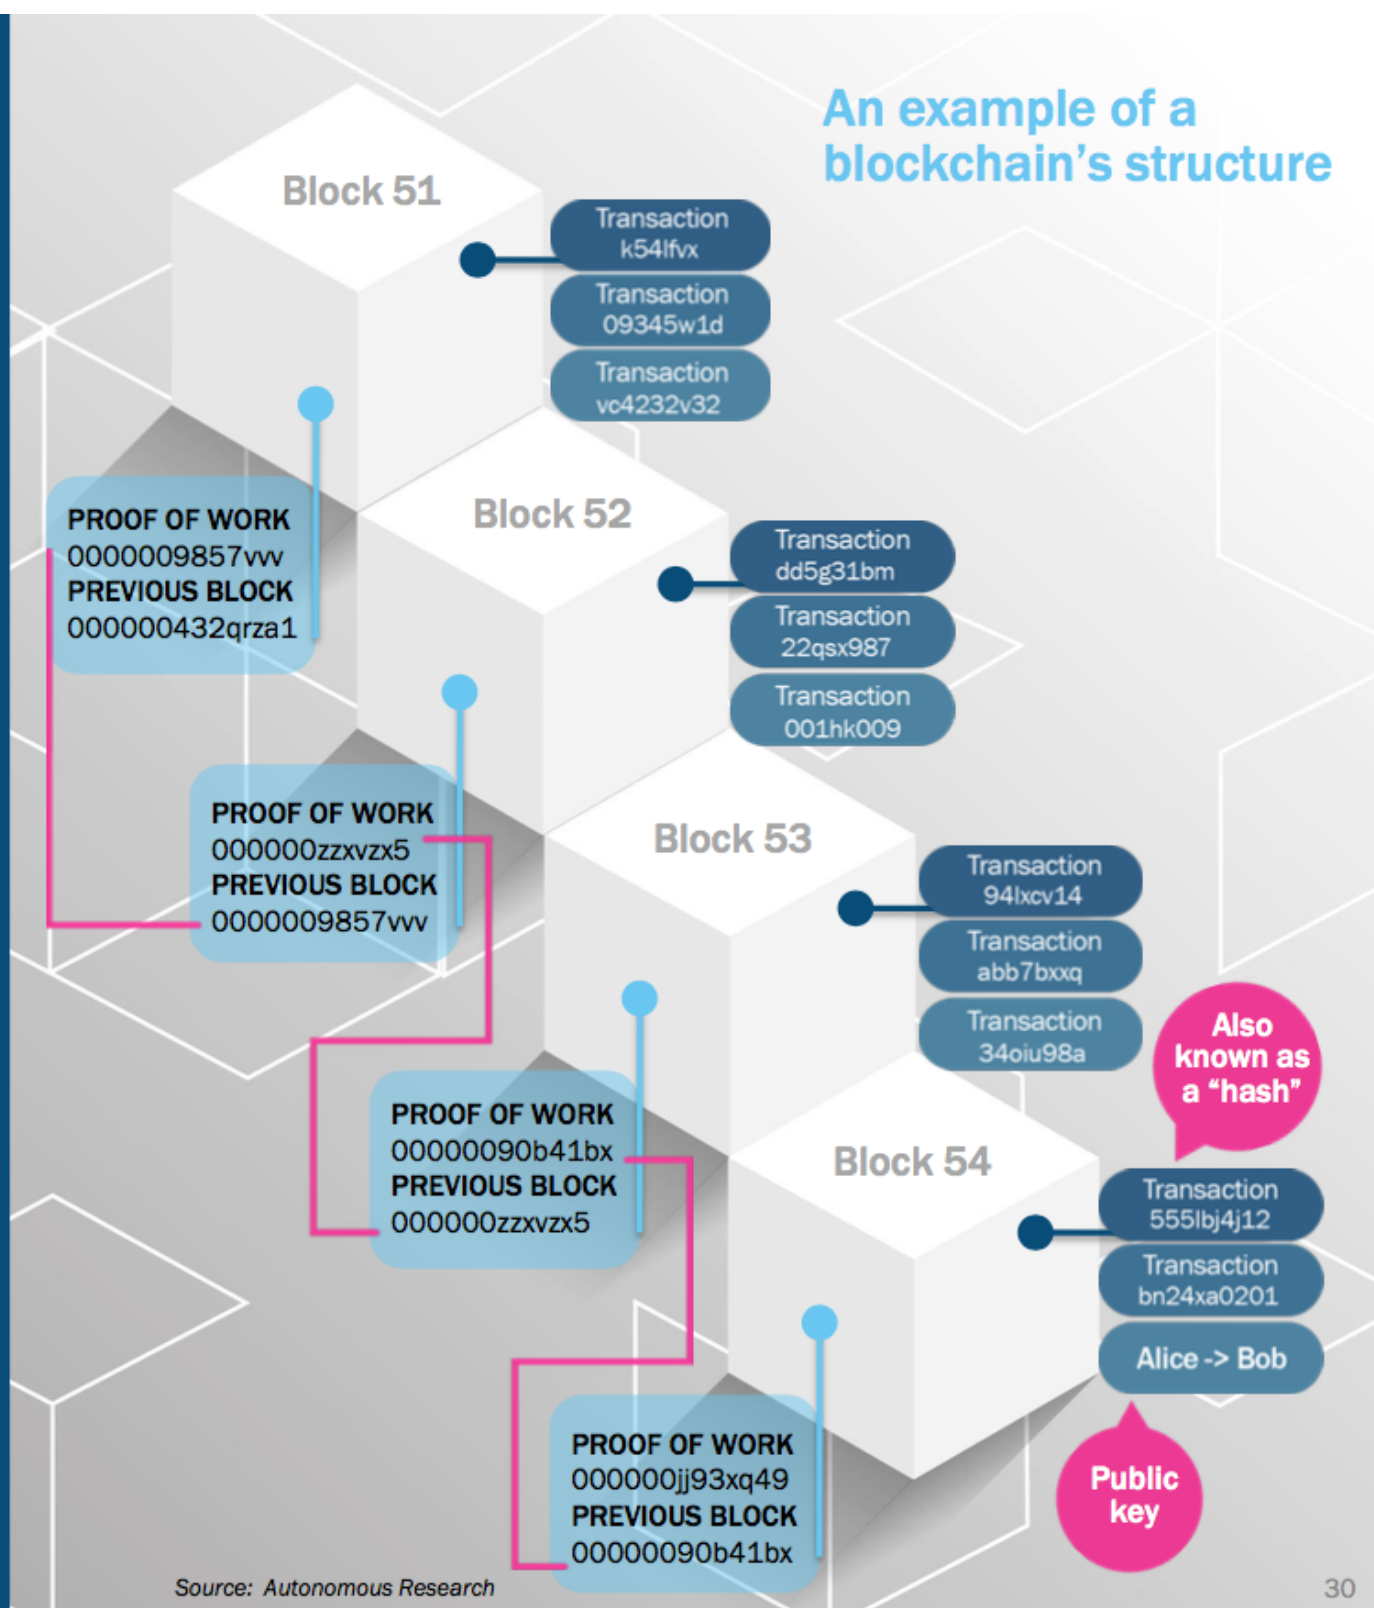 An example of a
blockchain's structure
Block 51
Transaction
k54lfvx
Transaction
09345w1d
Transaction
vc4232v32
PROOF OF WORK
0000009857vvv
PREVIOUS BLOCK
000000432qrza1
Block 52
Transaction
dd5g31bm
Transaction
22qsx987
Transaction
001hk009
PROOF OF WORK
000000zzxvzx5
PREVIOUS BLOCK
0000009857vvv
Block 53
Transaction
94lxcv14
Transaction
abb7bxxq
Transaction
34oiu98a
PROOF OF WORK
00000090b41bx
PREVIOUS BLOCK
000000zzxvzx5
Also
known as
a “hash”
Block 54
Transaction
555lbj4j12
Transaction
bn24xa0201
Alice -> Bob
Public
key
PROOF OF WORK
000000jj93xq49
PREVIOUS BLOCK
00000090b41bx
Source: Autonomous Research
30